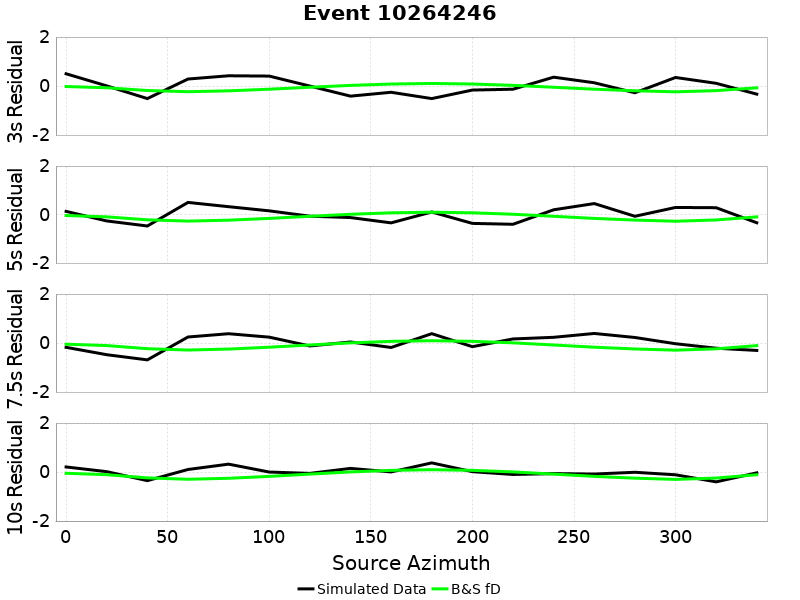 Event 10264246
3s Residual
2
0
-2
5s Residual
2
0
-2
7.5s Residual
2
0
-2
10s Residual
2
0
-2
0 50 100 150 200 250 300
Source Azimuth
Simulated Data B&S fD